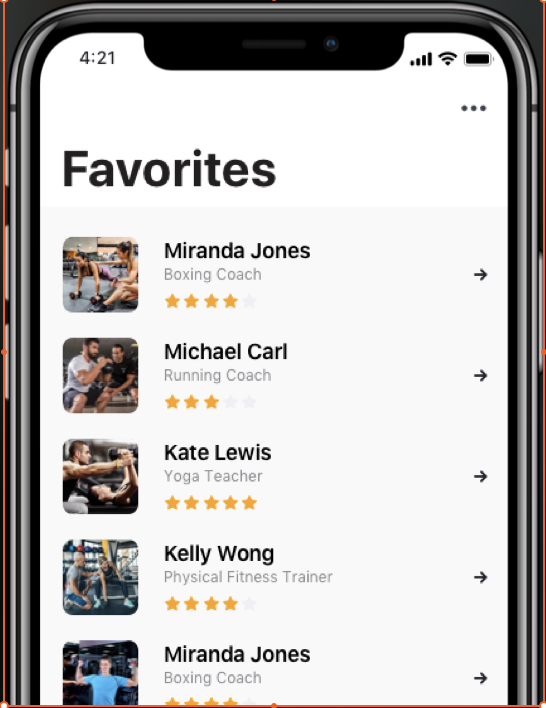 4:21
Favorites
Miranda Jones
Boxing Coach
Michael Carl
Running Coach
Kate Lewis
Yoga Teacher
Kelly Wong
Physical Fitness Trainer
Miranda Jones
Boxing Coach